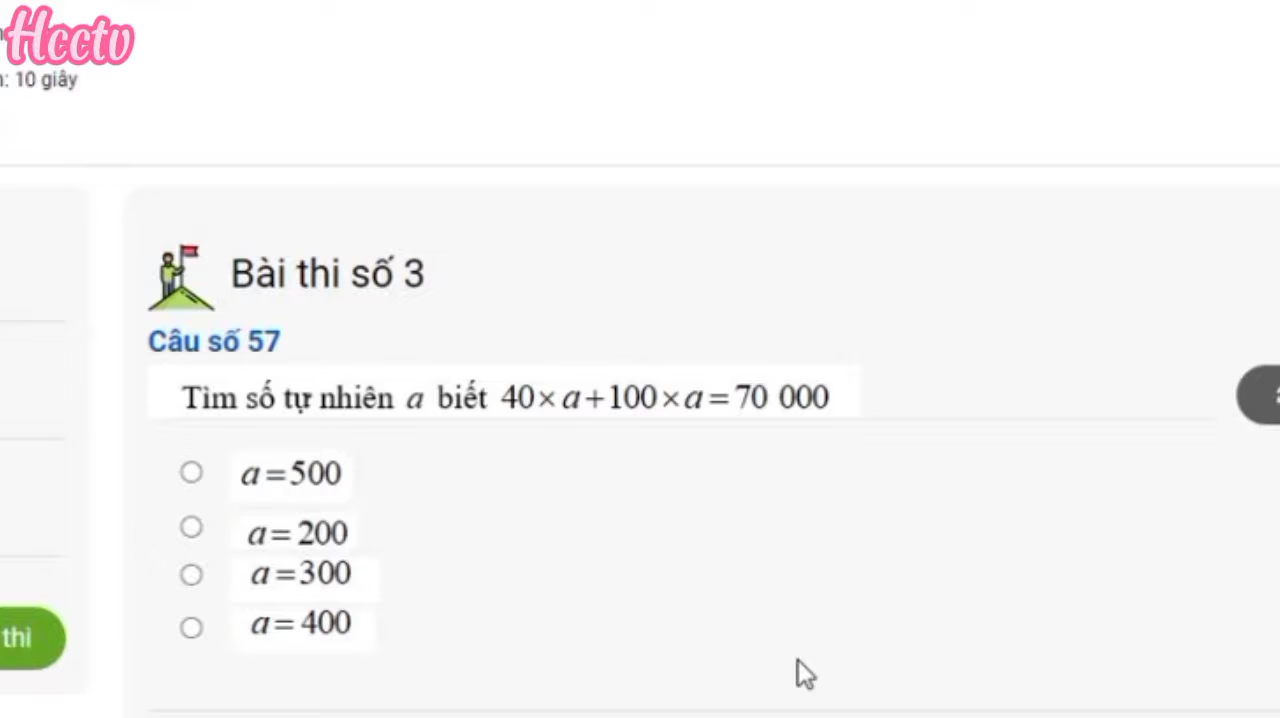 Hcctv
: 10 giây
Bài thi số 3
Câu số 57
Tìm số tự nhiên a biết 40×a+100×a=70 000
a=500
a=200
a=300
a=400
thi